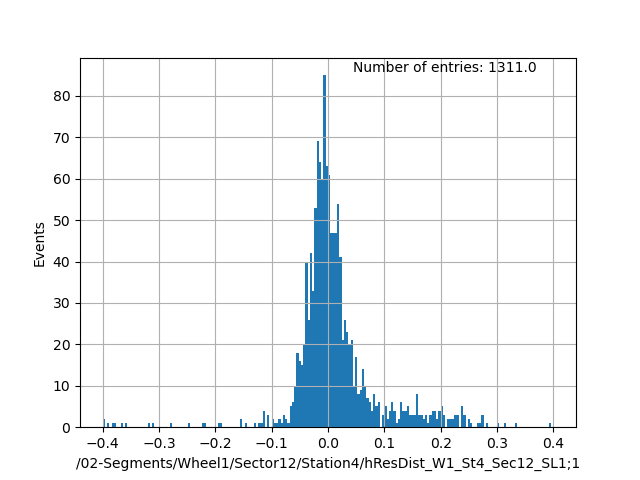 Number of entries: 1311.0
80
70
60
50
40
30
20
10
0
Events
−0.4 −0.3 −0.2 −0.1 0.0 0.1 0.2 0.3 0.4
/02-Segments/Wheel1/Sector12/Station4/hResDist_W1_St4_Sec12_SL1;1